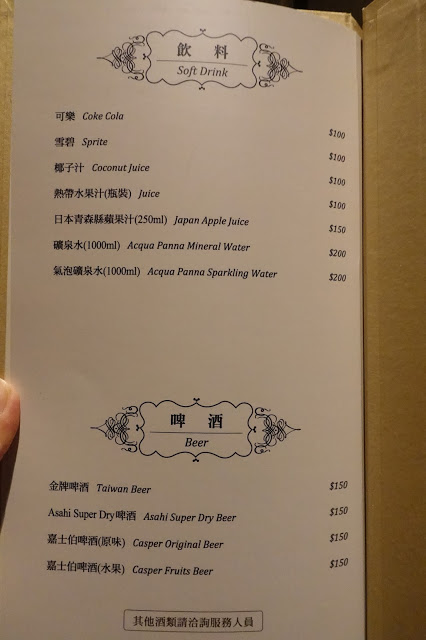 飲料
Soft Drink
可樂 Coke Cola $100
雪碧 Sprite $100
椰子汁 Coconut Juice $100
熱帶水果汁(瓶裝) Juice $100
日本青森縣蘋果汁(250ml) Japan Apple Juice $150
礦泉水(1000ml) Acqua Panna Mineral Water $200
氣泡礦泉水(1000ml) Acqua Panna Sparkling Water $200
啤酒
Beer
金牌啤酒 Taiwan Beer $150
Asahi Super Dry啤酒 Asahi Super Dry Beer $150
嘉士伯啤酒(原味) Casper Original Beer $150
嘉士伯啤酒(水果) Casper Fruits Beer $150
其他酒類請洽詢服務人員